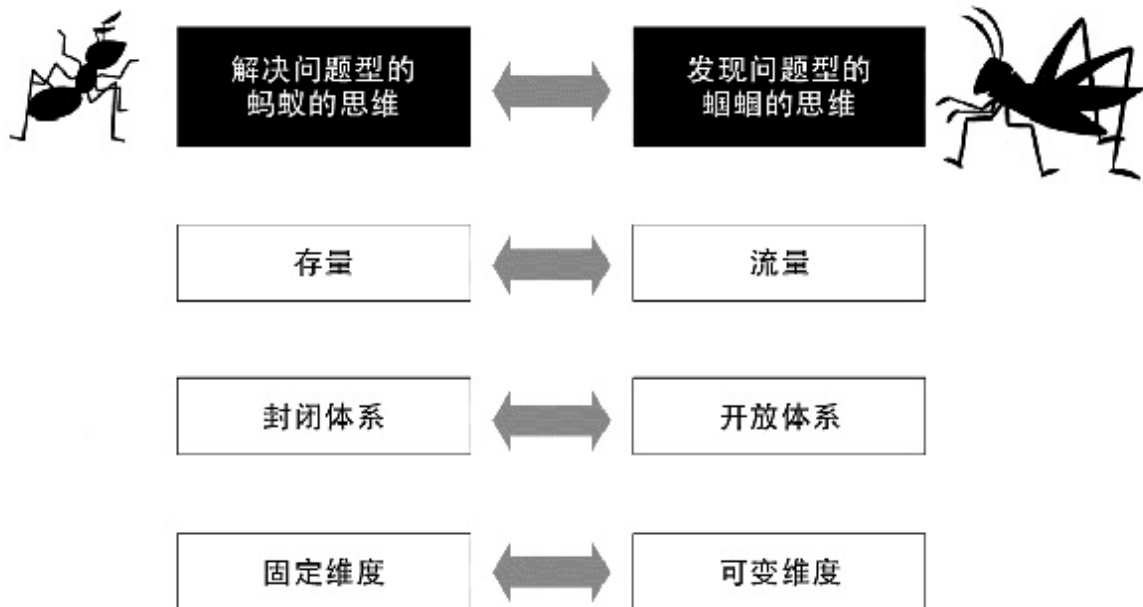 解决问题型的
蚂蚁的思维
发现问题型的
蝈蝈的思维
存量
流量
封闭体系
开放体系
固定维度
可变维度